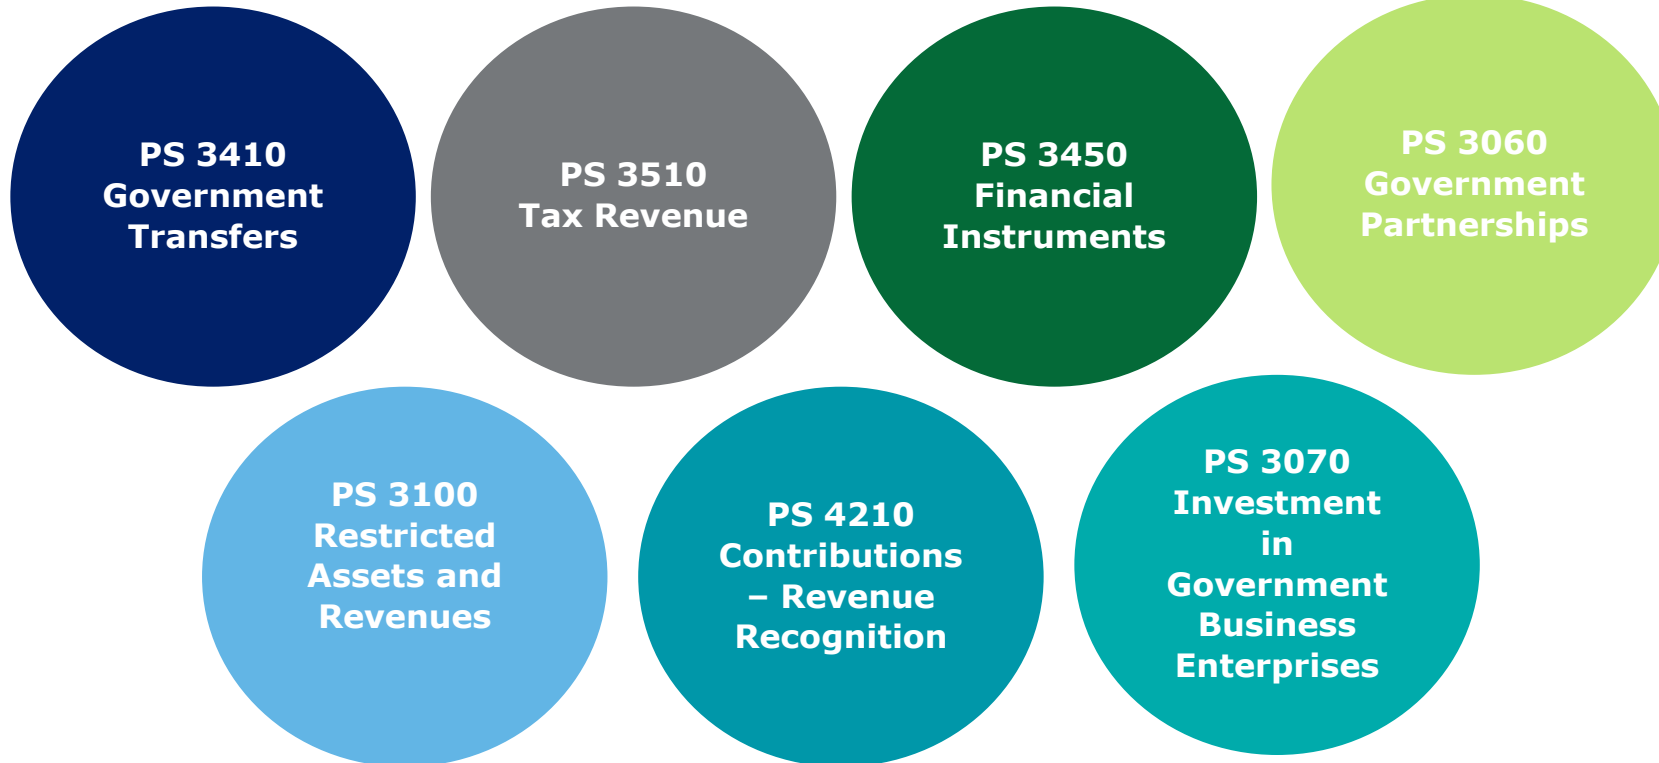 PS 3410
Government
Transfers
PS 3510
Tax Revenue
PS 3450
Financial
Instruments
PS 3060
Government
Partnerships
PS 3100
Restricted
Assets and
Revenues
PS 4210
Contributions
– Revenue
Recognition
PS 3070
Investment
in
Government
Business
Enterprises